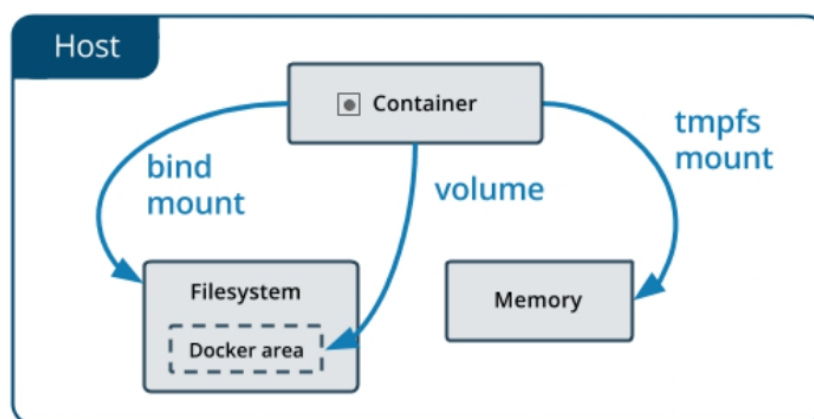 Host
Container
bind
mount
volume
tmpfs
mount
Filesystem
Docker area
Memory